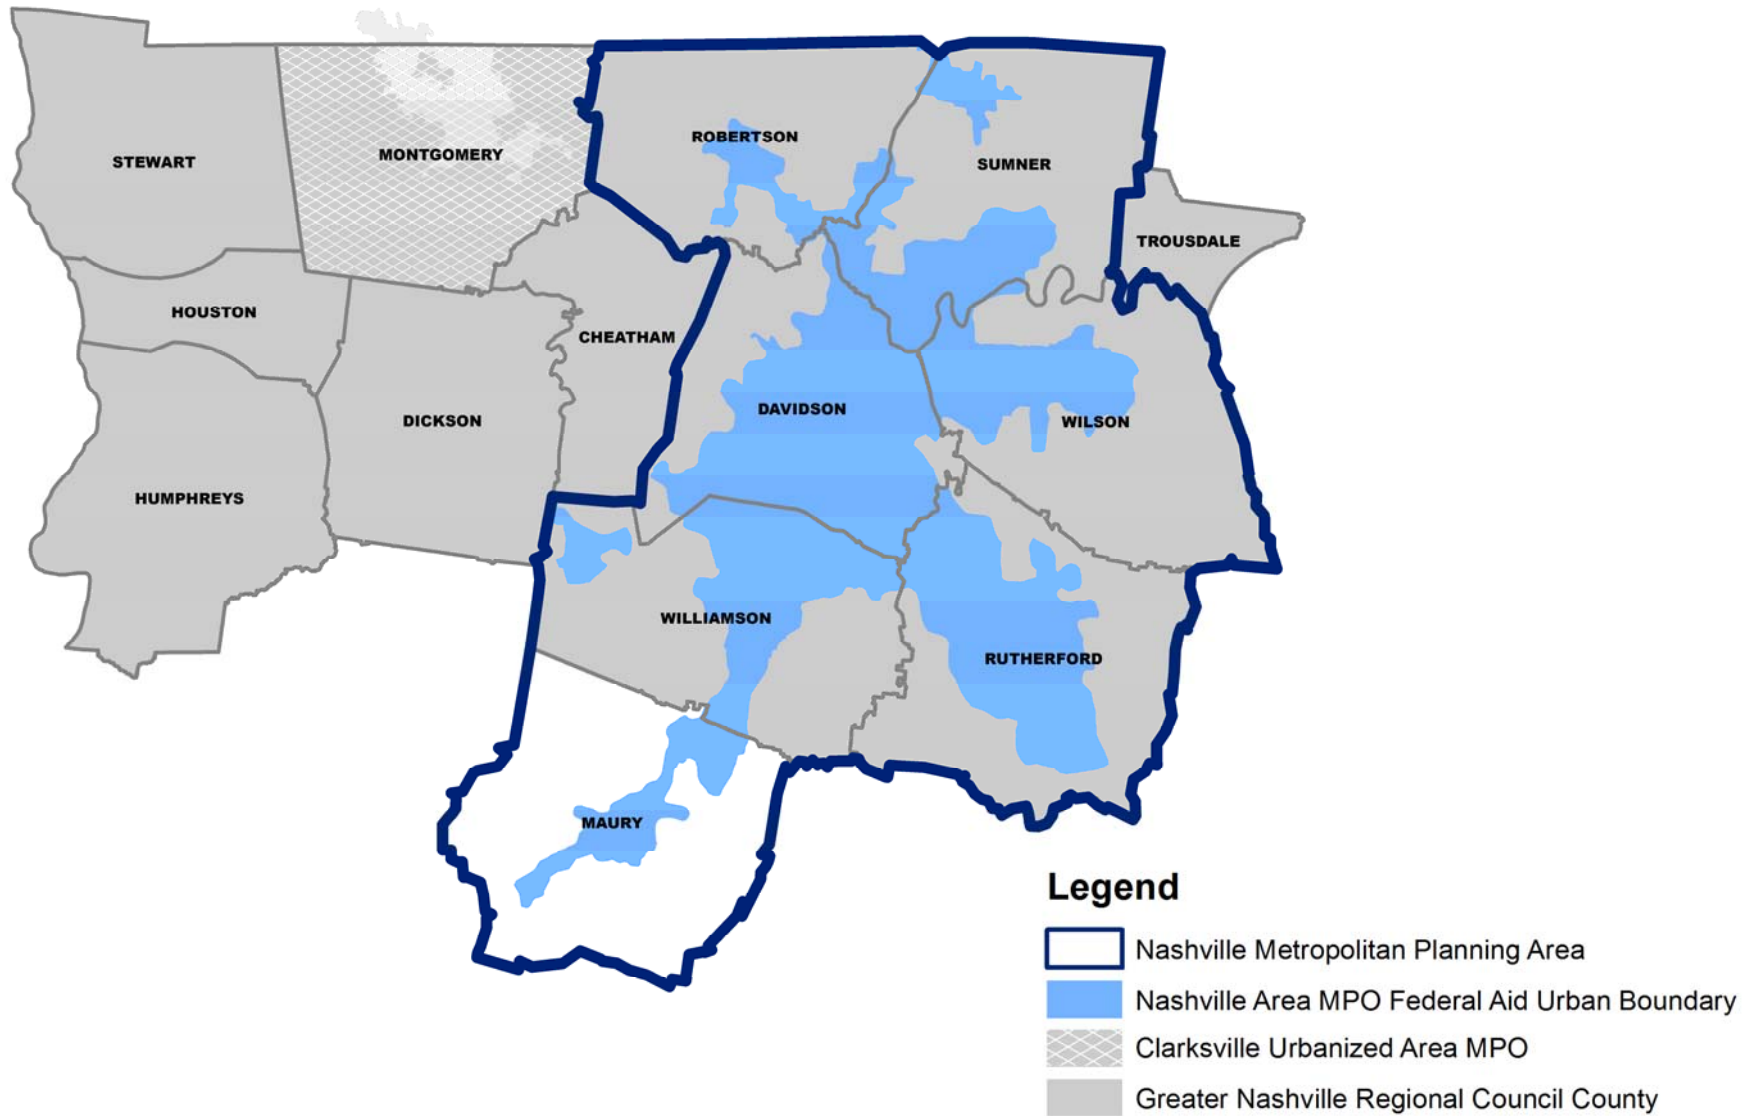 ROBERTSON
STEWART
MONTGOMERY
SUMNER
TROUSDALE
HOUSTON
CHEATHAM
DAVIDSON
DICKSON
WILSON
HUMPHREYS
WILLIAMSON
RUTHERFORD
MAURY
Legend
Nashville Metropolitan Planning Area
Nashville Area MPO Federal Aid Urban Boundary
Clarksville Urbanized Area MPO
Greater Nashville Regional Council County